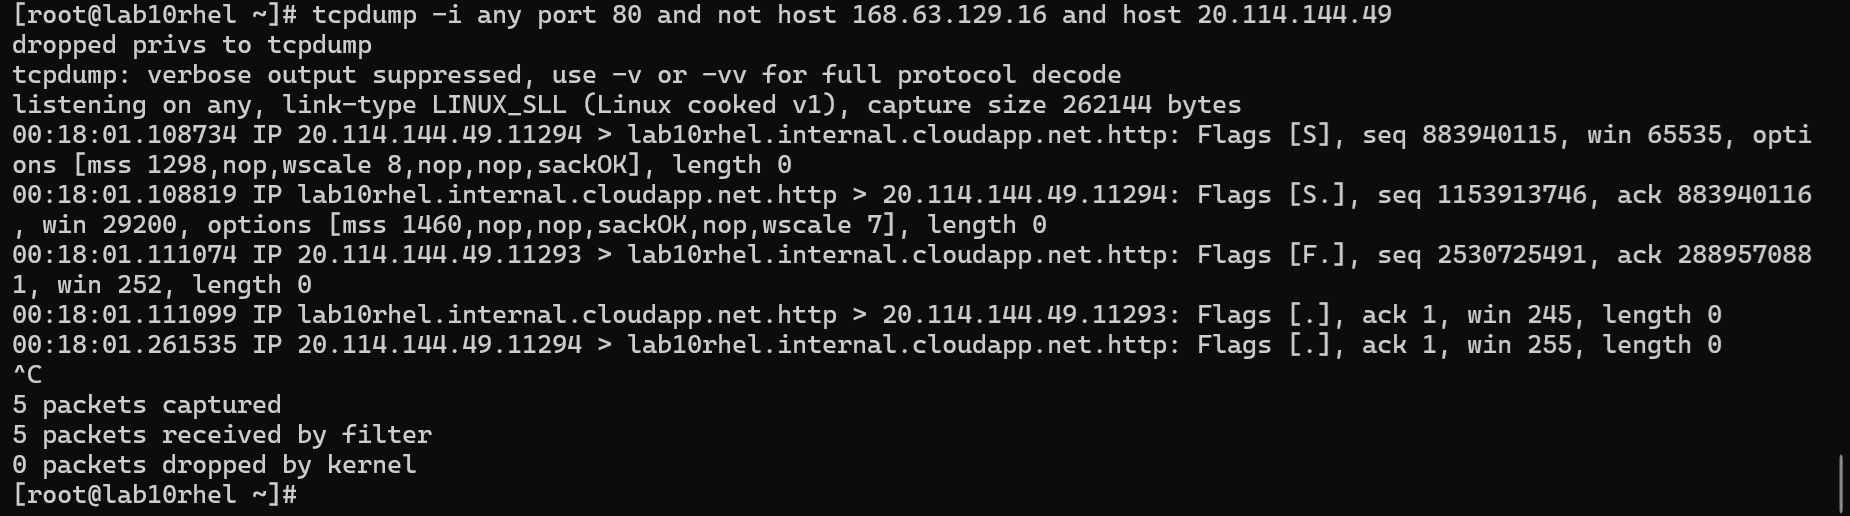 [root@lab10rhel ~]# tcpdump -i any port 80 and not host 168.63.129.16 and host 20.114.144.49
dropped privs to tcpdump
tcpdump: verbose output suppressed, use -v or -vv for full protocol decode
listening on any, link-type LINUX_SLL (Linux cooked v1), capture size 262144 bytes
00:18:01.108734 IP 20.114.144.49.11294 > lab10rhel.internal.cloudapp.net.http: Flags [S], seq 883940115, win 65535, opti
ons [mss 1298,nop,wscale 8,nop,nop,sackOK], length 0
00:18:01.108819 IP lab10rhel.internal.cloudapp.net.http > 20.114.144.49.11294: Flags [S.], seq 1153913746, ack 883940116
, win 29200, options [mss 1460,nop,nop,sackOK,nop,wscale 7], length 0
00:18:01.111074 IP 20.114.144.49.11293 > lab10rhel.internal.cloudapp.net.http: Flags [F.], seq 2530725491, ack 288957088
1, win 252, length 0
00:18:01.111099 IP lab10rhel.internal.cloudapp.net.http > 20.114.144.49.11293: Flags [.], ack 1, win 245, length 0
00:18:01.261535 IP 20.114.144.49.11294 > lab10rhel.internal.cloudapp.net.http: Flags [.], ack 1, win 255, length 0
^C
5 packets captured
5 packets received by filter
0 packets dropped by kernel
[root@lab10rhel ~]#